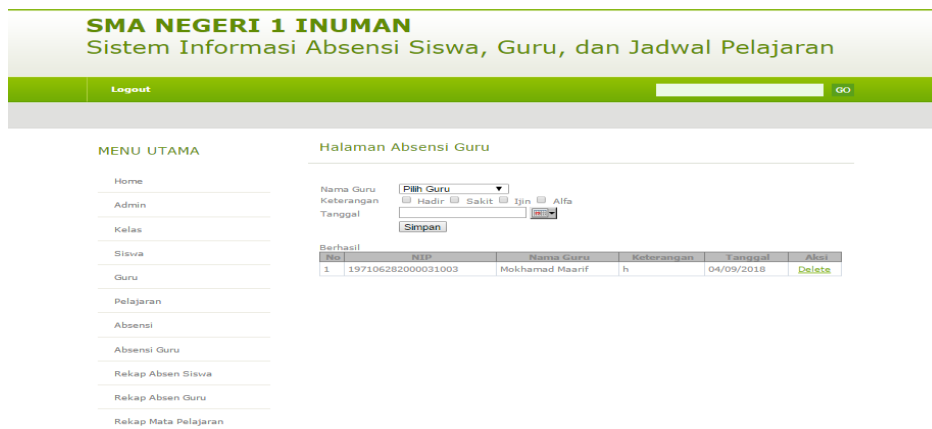 SMA NEGERI 1 INUMAN
Sistem Informasi Absensi Siswa, Guru, dan Jadwal Pelajaran
Logout
GO
MENU UTAMA
Home
Admin
Kelas
Siswa
Guru
Pelajaran
Absensi
Absensi Guru
Rekap Absen Siswa
Rekap Absen Guru
Rekap Mata Pelajaran
Halaman Absensi Guru
Nama Guru Pilih Guru
Keterangan Hadir Sakit Ijin Alfa
Tanggal
Simpan
Berhasil
No NIP Nama Guru Keterangan Tanggal Aksi
1 197106282000031003 Mokhamad Maarif h 04/09/2018 Delete